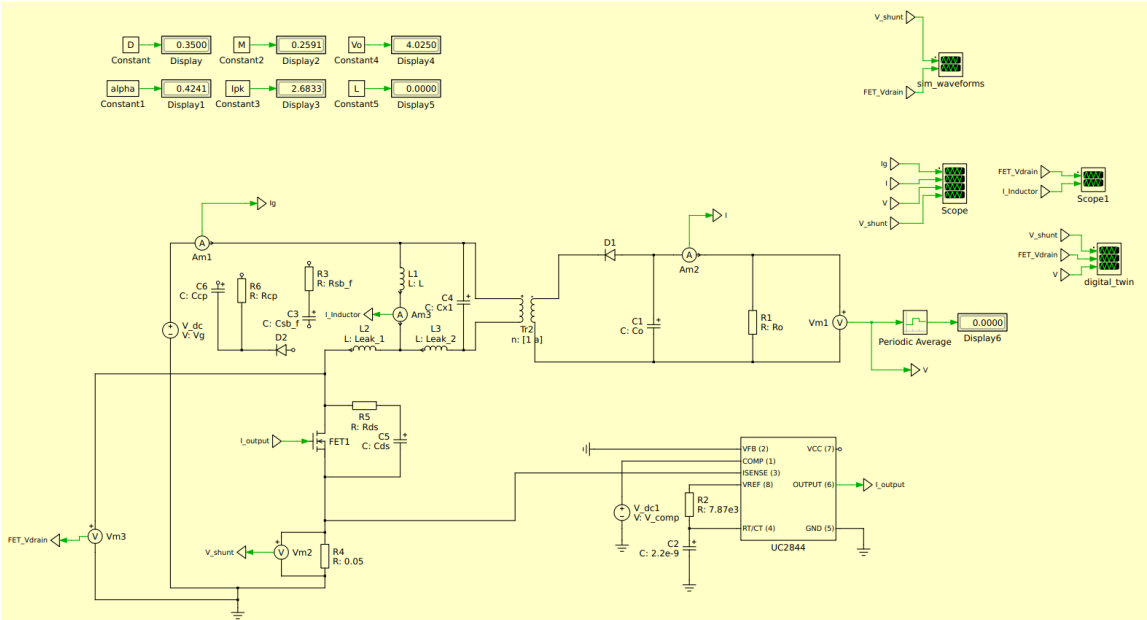 V_shunt
FET_Vdrain
sim_waveforms
D
0.3500
Constant
Display
M
0.2591
Constant2
Display2
Vo
4.0250
Constant4
Display4
alpha
0.4241
Constant1
Display1
Ipk
2.6833
Constant3
Display3
L
0.0000
Constant5
Display5
Ig
I
V
V_shunt
Scope
FET_Vdrain
I_Inductor
Scope1
V_shunt
FET_Vdrain
V
digital_twin
Ig
A
Am1
I
A
Am2
D1
C6
C: Ccp
R6
R: Rcp
R3
R: Rsb_f
C3
C: Csb_f
D2
I_Inductor
L1
L: L
A
Am3
C4
C: Cx1
L2
L: Leak_1
L3
L: Leak_2
V_dc
V: Vg
Tr2
n: [1 a]
C1
C: Co
R1
R: Ro
Vm1
V
Periodic Average
0.0000
Display6
V
R5
R: Rds
C5
C: Cds
I_output
FET1
VFB (2)
COMP (1)
ISENSE (3)
VREF (8)
RT/CT (4)
VCC (7)
OUTPUT (6)
GND (5)
UC2844
I_output
V_dc1
V: V_comp
R2
R: 7.87e3
C2
C: 2.2e-9
FET_Vdrain
V
Vm3
V_shunt
V
Vm2
R4
R: 0.05